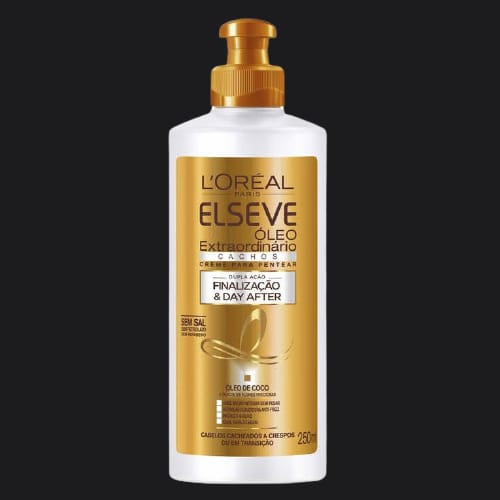 L'ORÉAL
PARIS
ELSEVE
ÓLEO
Extraordinário
CACHOS
CREME PARA PENTEAR
DUPLA AÇÃO
FINALIZAÇÃO
& DAY AFTER
SEM SAL
ÓLEO DE COCO
CABELOS CACHEADOS A CRESPOS
OU EM TRANSIÇÃO
250ml